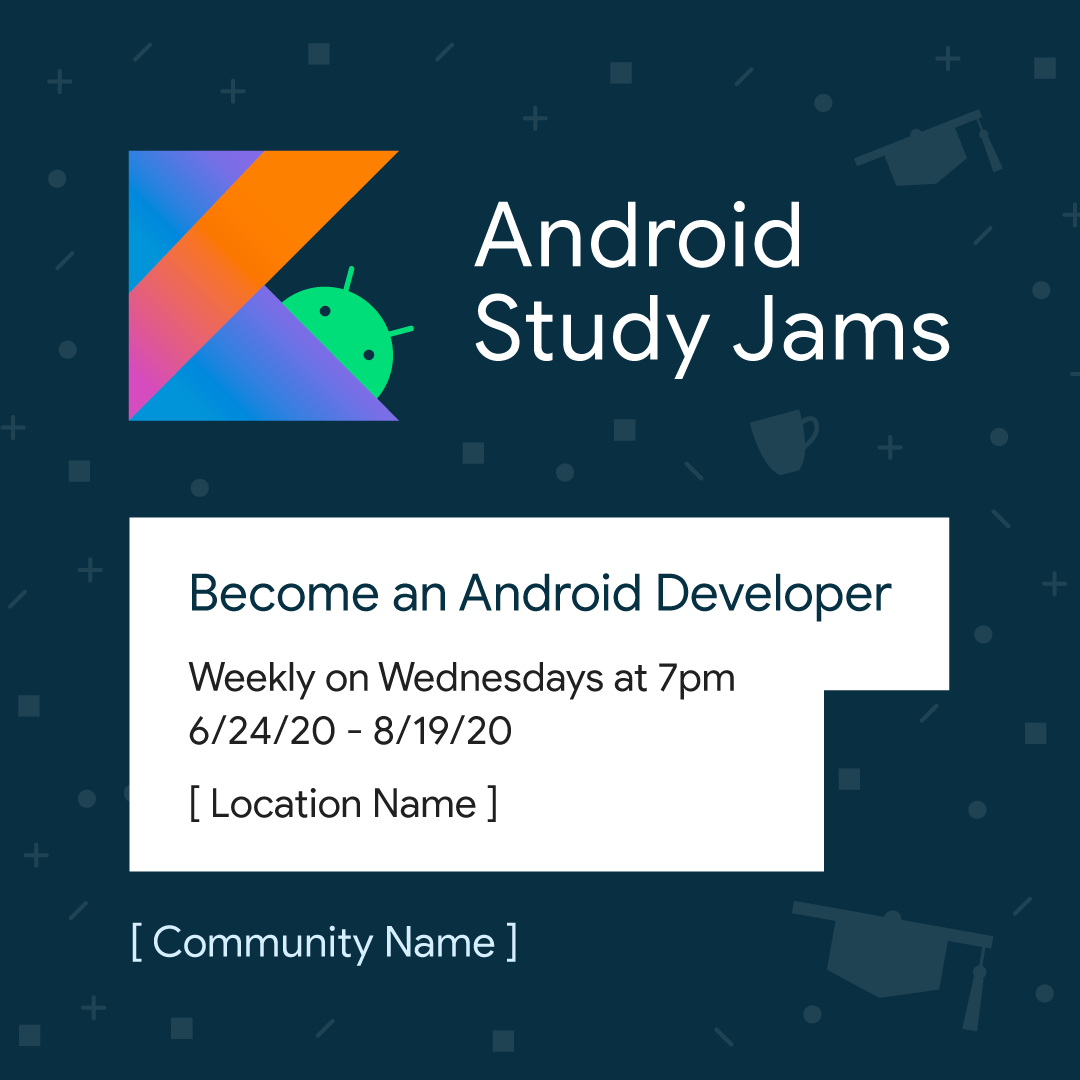 Android
Study Jams
Become an Android Developer
Weekly on Wednesdays at 7pm
6/24/20 - 8/19/20
[ Location Name ]
[ Community Name ]